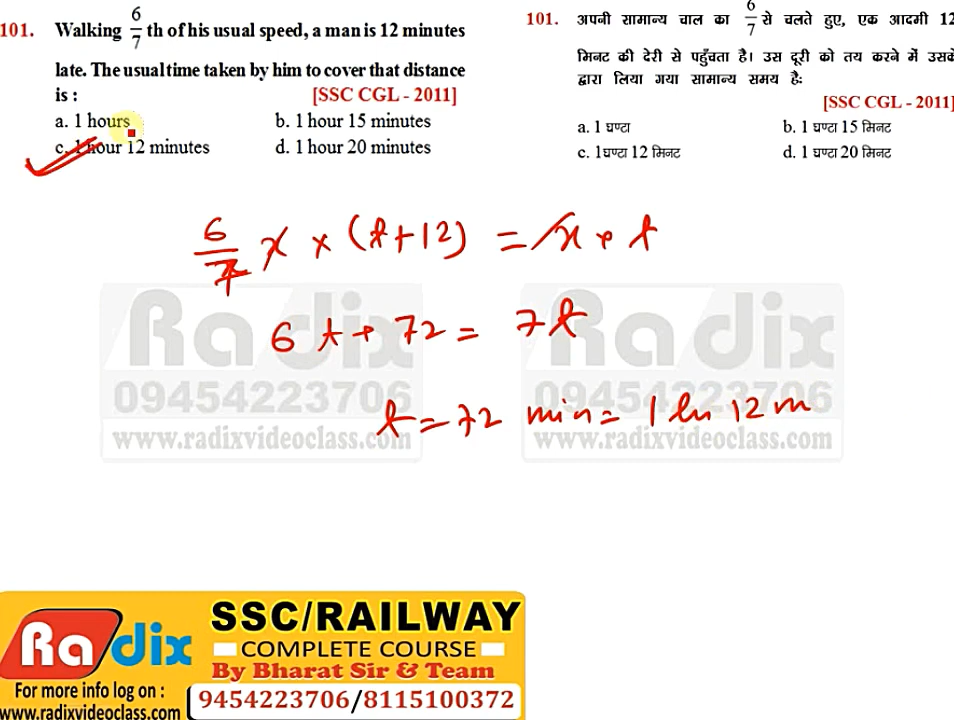 101. Walking 6/7 th of his usual speed, a man is 12 minutes
late. The usual time taken by him to cover that distance
is : [SSC CGL - 2011]
a. 1 hours b. 1 hour 15 minutes
c. 1 hour 12 minutes d. 1 hour 20 minutes
101. अपनी सामान्य चाल का 6/7 से चलते हुए, एक आदमी 12
मिनट की देरी से पहुँचता है। उस दूरी को तय करने में उसके
द्वारा लिया गया सामान्य समय है:
[SSC CGL - 2011]
a. 1 घण्टा b. 1 घण्टा 15 मिनट
c. 1घण्टा 12 मिनट d. 1 घण्टा 20 मिनट
6/7 x × (t+12) = x × t
6t + 72 = 7t
t = 72 min = 1 hr 12 m
Radix Radix
09454223706 09454223706
www.radixvideoclass.com www.radixvideoclass.com
Radix
For more info log on :
www.radixvideoclass.com
SSC/RAILWAY
COMPLETE COURSE
By Bharat Sir & Team
9454223706/8115100372